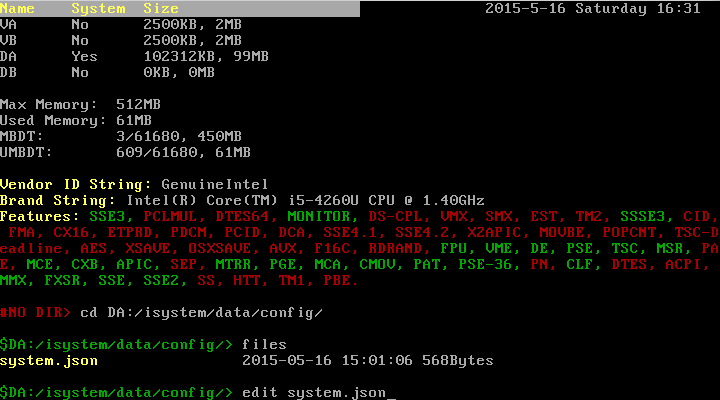 Name System Size 2015-5-16 Saturday 16:31
VA No 2500KB, 2MB
VB No 2500KB, 2MB
DA Yes 102312KB, 99MB
DB No 0KB, 0MB
Max Memory: 512MB
Used Memory: 61MB
MBDT: 3/61680, 450MB
UMBDT: 609/61680, 61MB
Vendor ID String: GenuineIntel
Brand String: Intel(R) Core(TM) i5-4260U CPU @ 1.40GHz
Features: SSE3, PCLMUL, DTES64, MONITOR, DS-CPL, VMX, SMX, EST, TM2, SSSE3, CID,
FMA, CX16, ETPRD, PDCM, PCID, DCA, SSE4.1, SSE4.2, X2APIC, MOVBE, POPCNT, TSC-D
eadline, AES, XSAVE, OSXSAVE, AVX, F16C, RDRAND, FPU, VME, DE, PSE, TSC, MSR, PA
E, MCE, CXB, APIC, SEP, MTRR, PGE, MCA, CMOV, PAT, PSE-36, PN, CLF, DTES, ACPI,
MMX, FXSR, SSE, SSE2, SS, HTT, TM1, PBE.
#NO DIR> cd DA:/isystem/data/config/
$DA:/isystem/data/config/> files
system.json 2015-05-16 15:01:06 568Bytes
$DA:/isystem/data/config/> edit system.json_